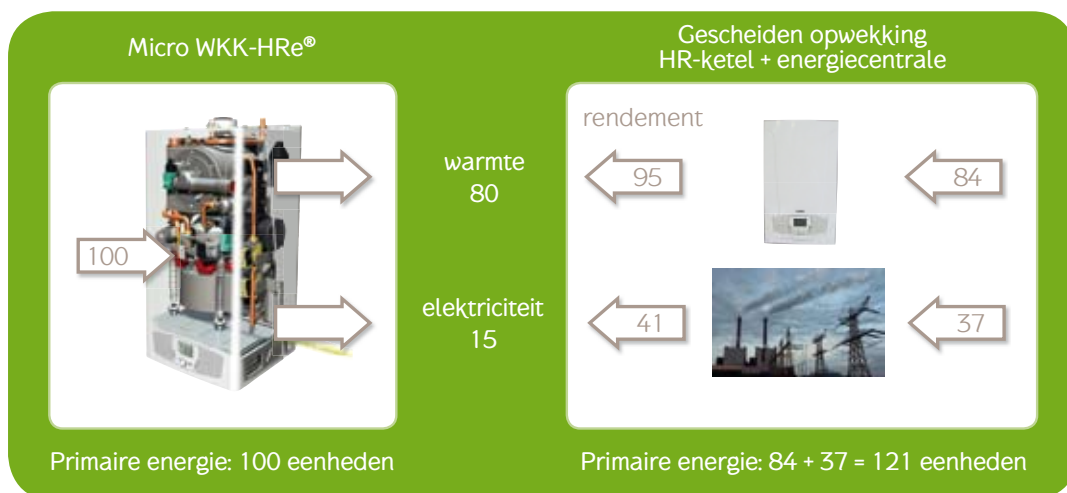 Micro WKK-HRe®
100
Primaire energie: 100 eenheden
warmte
80
elektriciteit
15
Gescheiden opwekking
HR-ketel + energiecentrale
rendement
95
84
41
37
Primaire energie: 84 + 37 = 121 eenheden